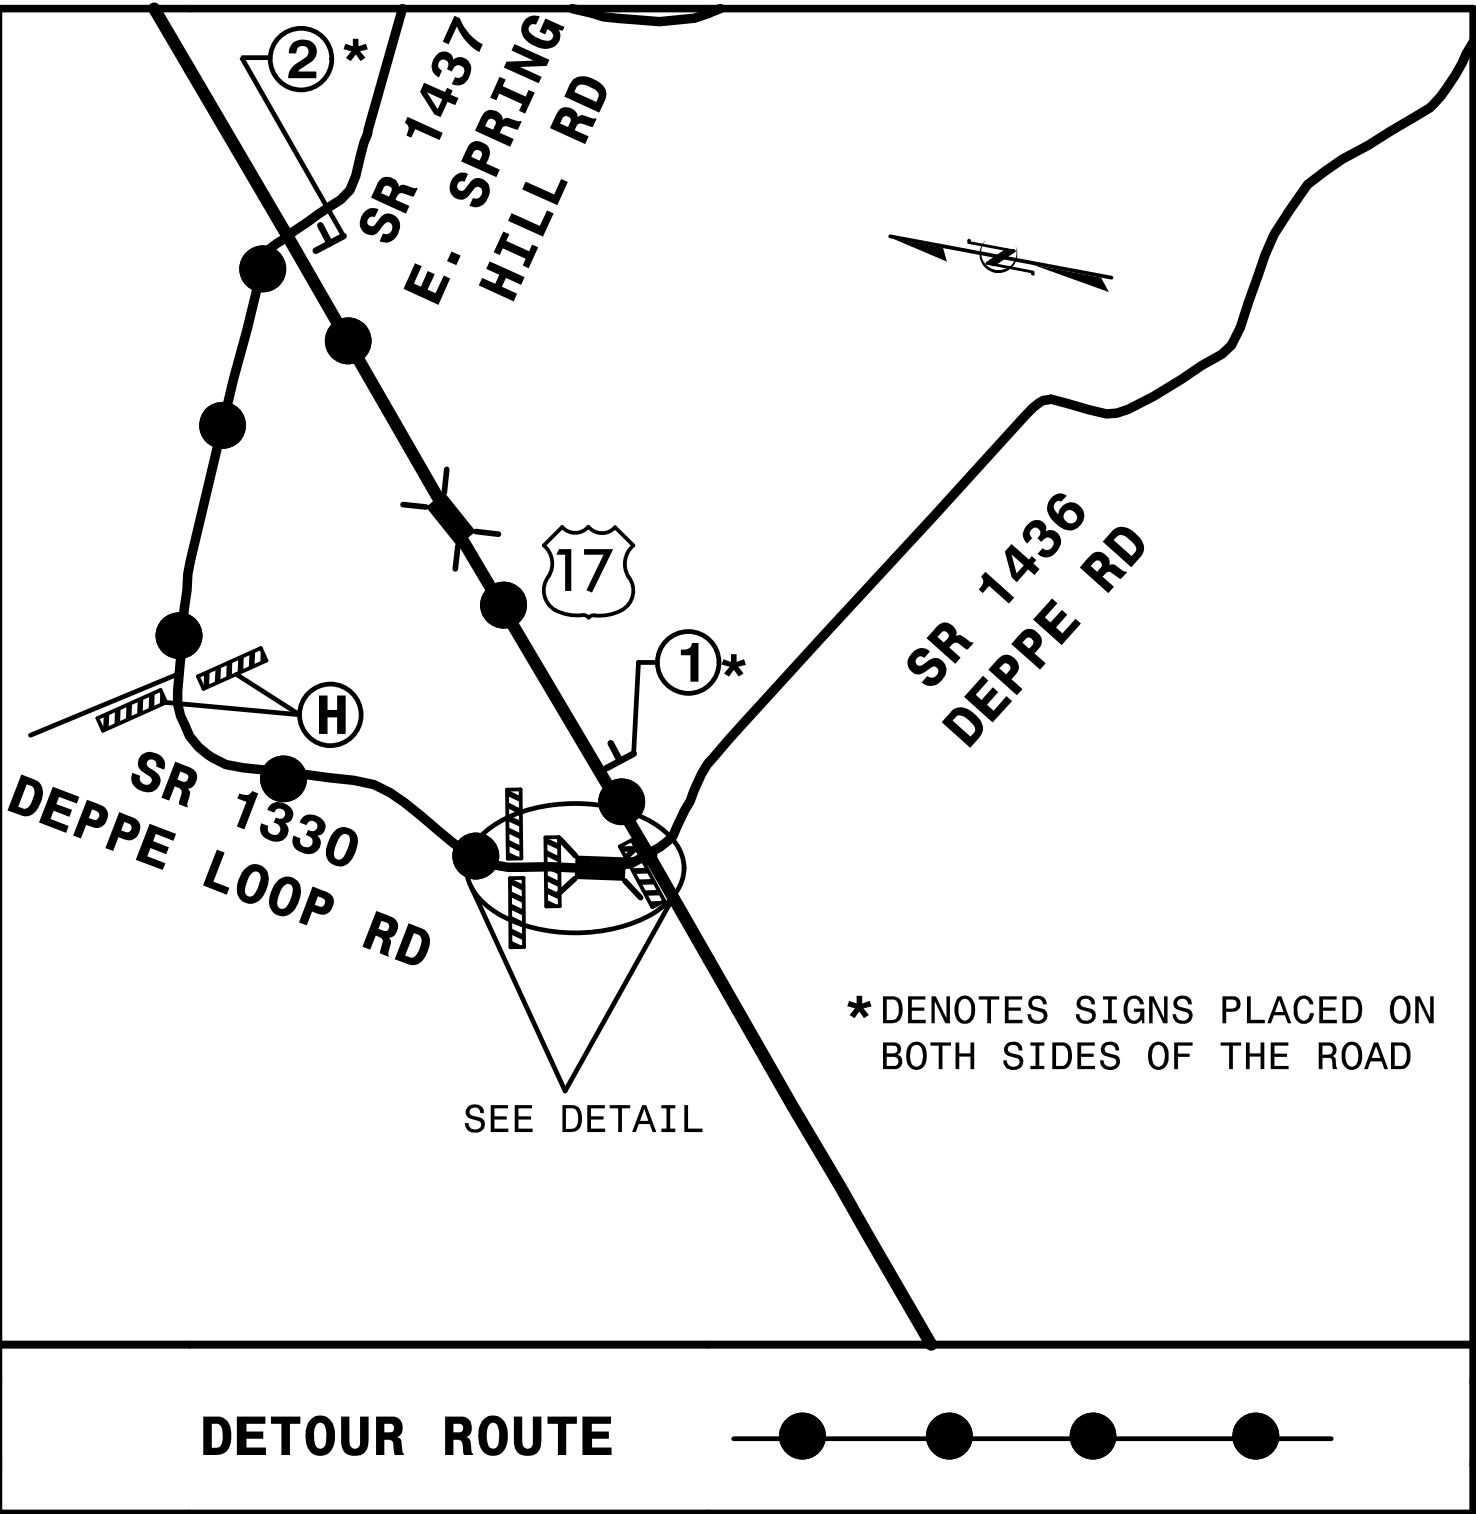 2 *
SR 1437
E. SPRING
HILL RD
N
17
1 *
SR 1436
DEPPE RD
H
SR 1330
DEPPE LOOP RD
* DENOTES SIGNS PLACED ON
BOTH SIDES OF THE ROAD
SEE DETAIL
DETOUR ROUTE